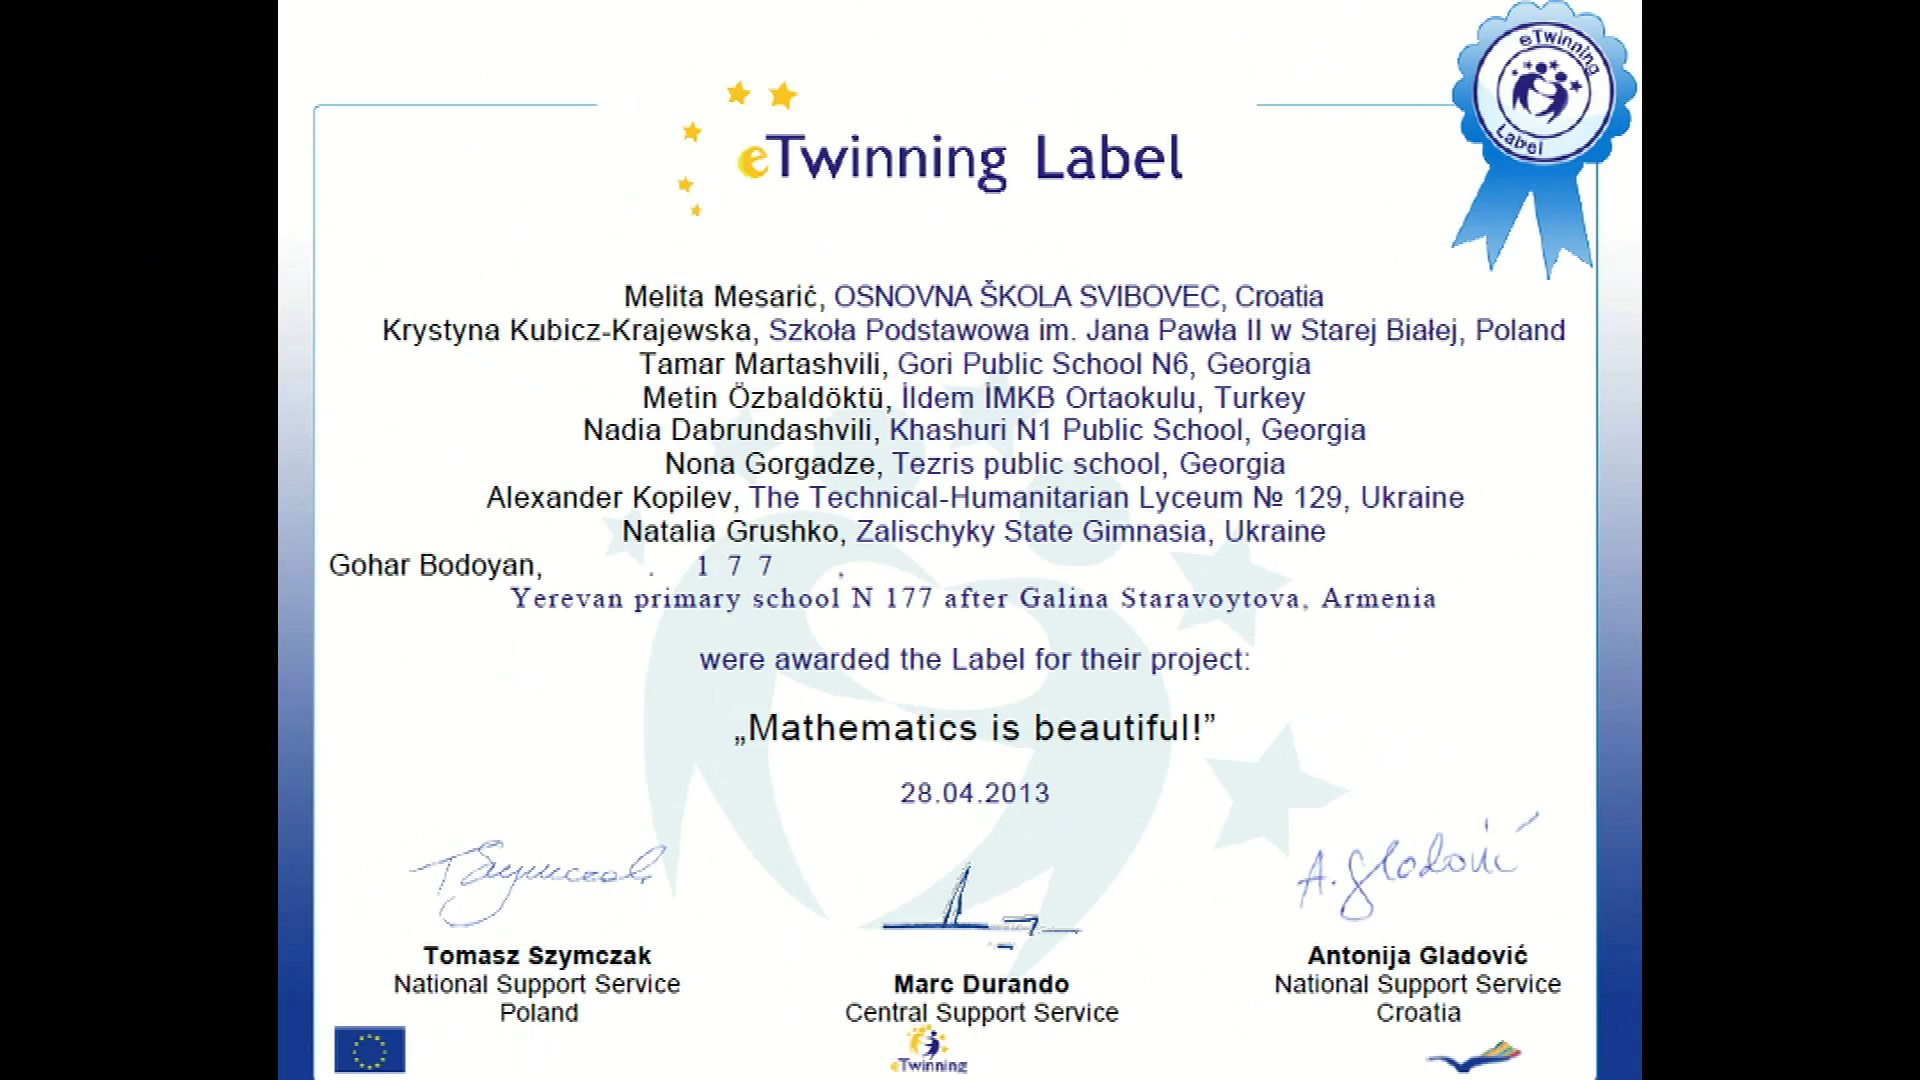 eTwinning
Label
eTwinning Label
Melita Mesarić, OSNOVNA ŠKOLA SVIBOVEC, Croatia
Krystyna Kubicz-Krajewska, Szkoła Podstawowa im. Jana Pawła II w Starej Białej, Poland
Tamar Martashvili, Gori Public School N6, Georgia
Metin Özbaldöktü, İldem İMKB Ortaokulu, Turkey
Nadia Dabrundashvili, Khashuri N1 Public School, Georgia
Nona Gorgadze, Tezris public school, Georgia
Alexander Kopilev, The Technical-Humanitarian Lyceum № 129, Ukraine
Natalia Grushko, Zalischyky State Gimnasia, Ukraine
Gohar Bodoyan, . 177 ,
Yerevan primary school N 177 after Galina Staravoytova, Armenia
were awarded the Label for their project:
„Mathematics is beautiful!”
28.04.2013
T Szymczak
A. Gladović
Tomasz Szymczak
National Support Service
Poland
Marc Durando
Central Support Service
Antonija Gladović
National Support Service
Croatia
eTwinning